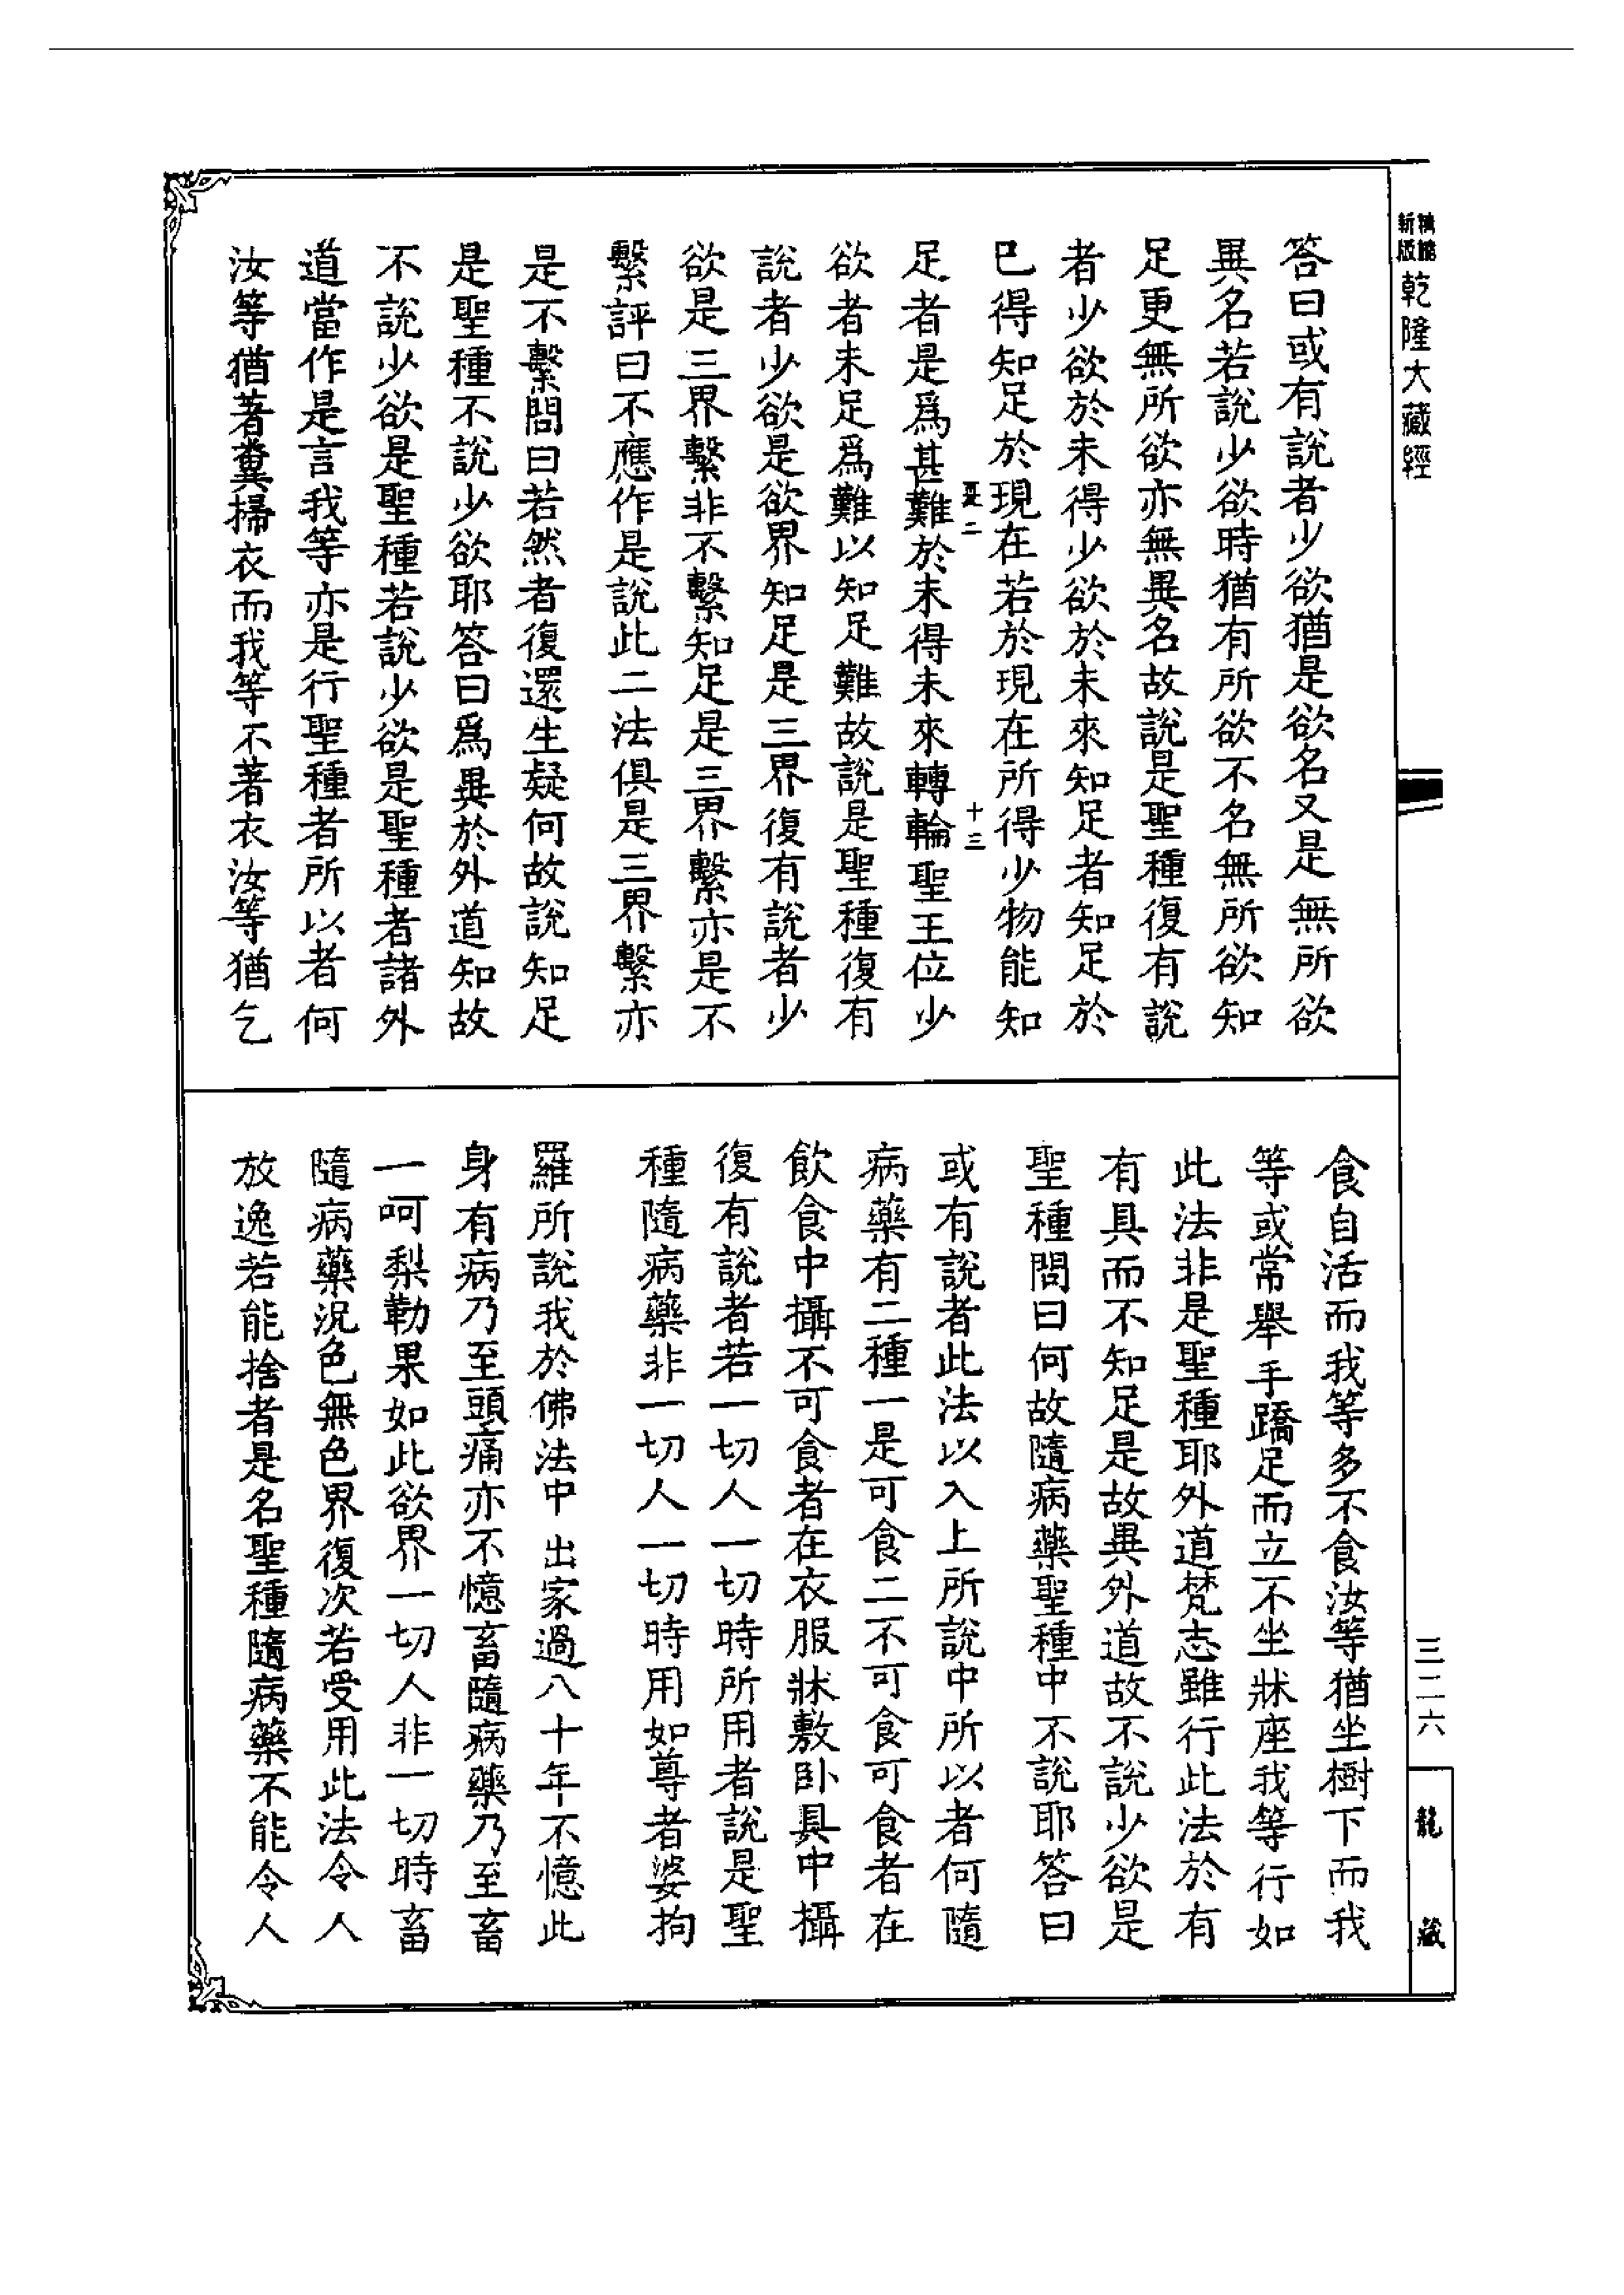 新版
乾隆大藏經
答曰或有說者少欲猶是欲名又是無所欲
異名若說少欲時猶有所欲不名無所欲知
足更無所欲亦無異名故說是聖種復有說
者少欲於未得少欲於未來知足者知足於
已得知足於現在若於現在所得少物能知
夏二
十三
足者是爲甚難於未得未來轉輪聖王位少
欲者未足爲難以知足難故說是聖種復有
說者少欲是欲界知足是三界復有說者少
欲是三界繫非不繫知足是三界繫亦是不
繫評曰不應作是說此二法俱是三界繫亦
是不繫問曰若然者復還生疑何故說知足
是聖種不說少欲耶答曰爲異於外道知故
不說少欲是聖種若說少欲是聖種者諸外
道當作是言我等亦是行聖種者所以者何
汝等猶著糞掃衣而我等不著衣汝等猶乞
食自活而我等多不食汝等猶坐樹下而我
等或常舉手蹻足而立不坐牀座我等行如
此法非是聖種耶外道梵志雖行此法於有
有具而不知足是故異外道故不說少欲是
聖種問曰何故隨病藥聖種中不說耶答曰
或有說者此法以入上所說中所以者何隨
病藥有二種一是可食二不可食可食者在
飲食中攝不可食者在衣服牀敷卧具中攝
復有說者若一切人一切時所用者說是聖
種隨病藥非一切人一切時用如尊者婆拘
羅所說我於佛法中出家過八十年不憶此
身有病乃至頭痛亦不憶畜隨病藥乃至畜
一呵梨勒果如此欲界一切人非一切時畜
隨病藥況色無色界復次若受用此法令人
放逸若能捨者是名聖種隨病藥不能令人
三二六
龍藏